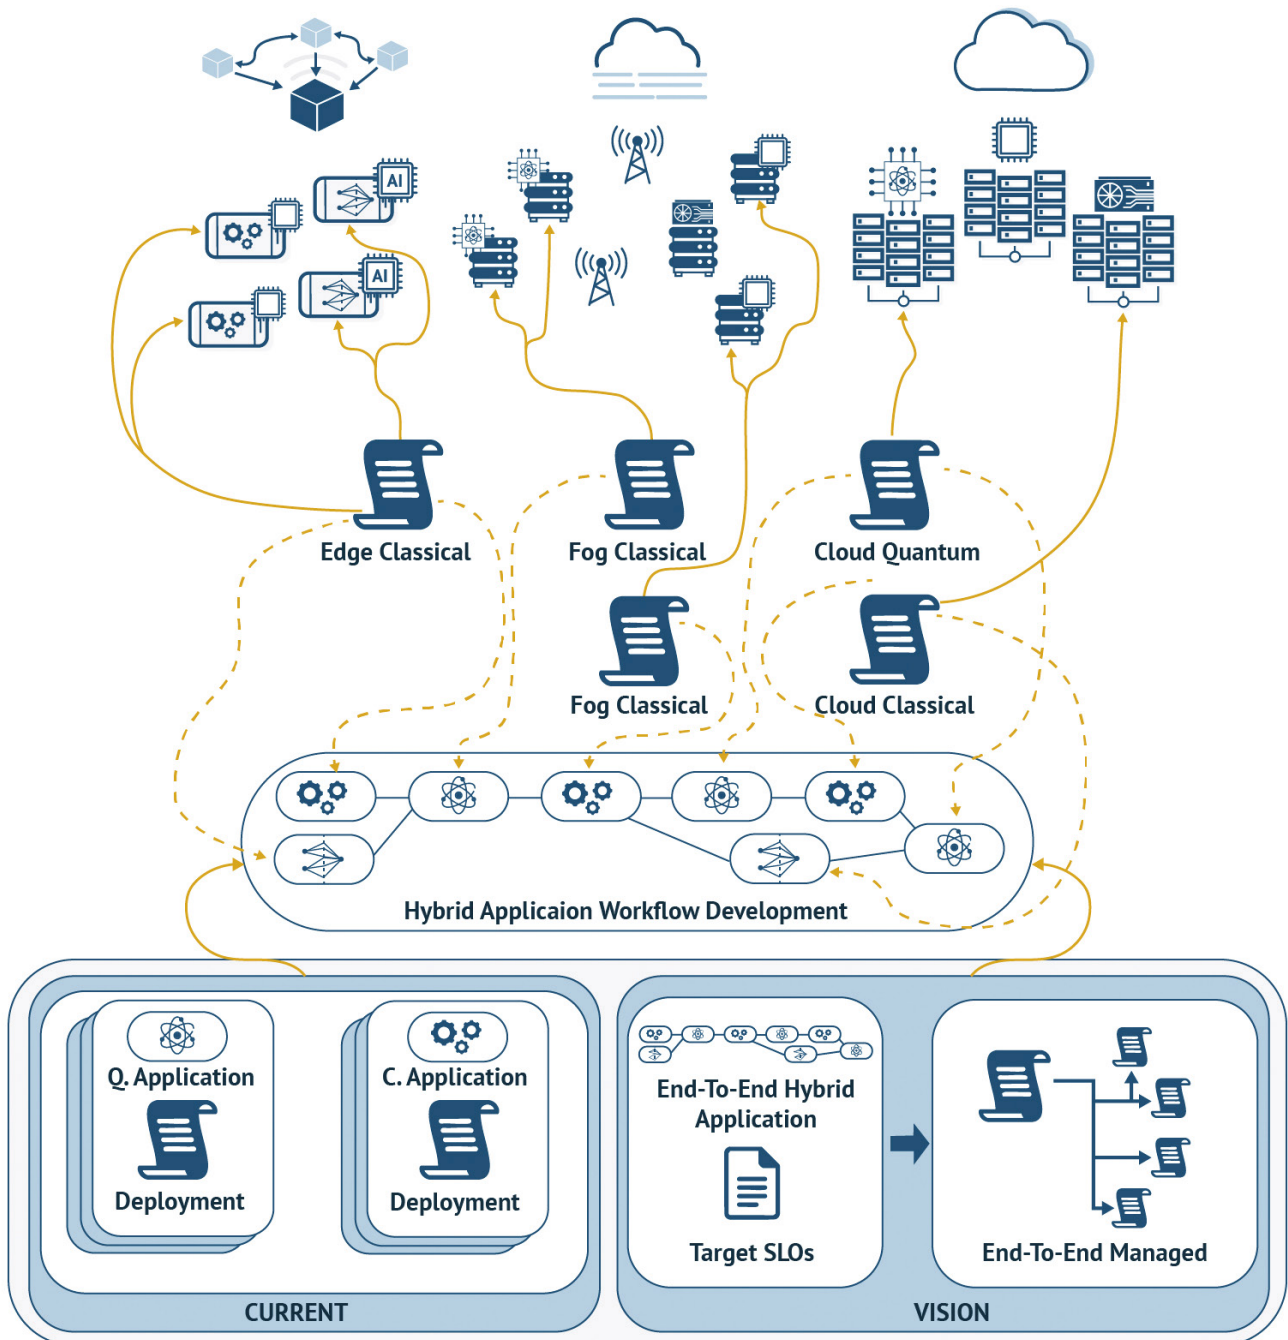 AI
AI
Edge Classical
Fog Classical
Cloud Quantum
Fog Classical
Cloud Classical
Hybrid Applicaion Workflow Development
Q. Application
Deployment
C. Application
Deployment
CURRENT
End-To-End Hybrid
Application
Target SLOs
End-To-End Managed
VISION